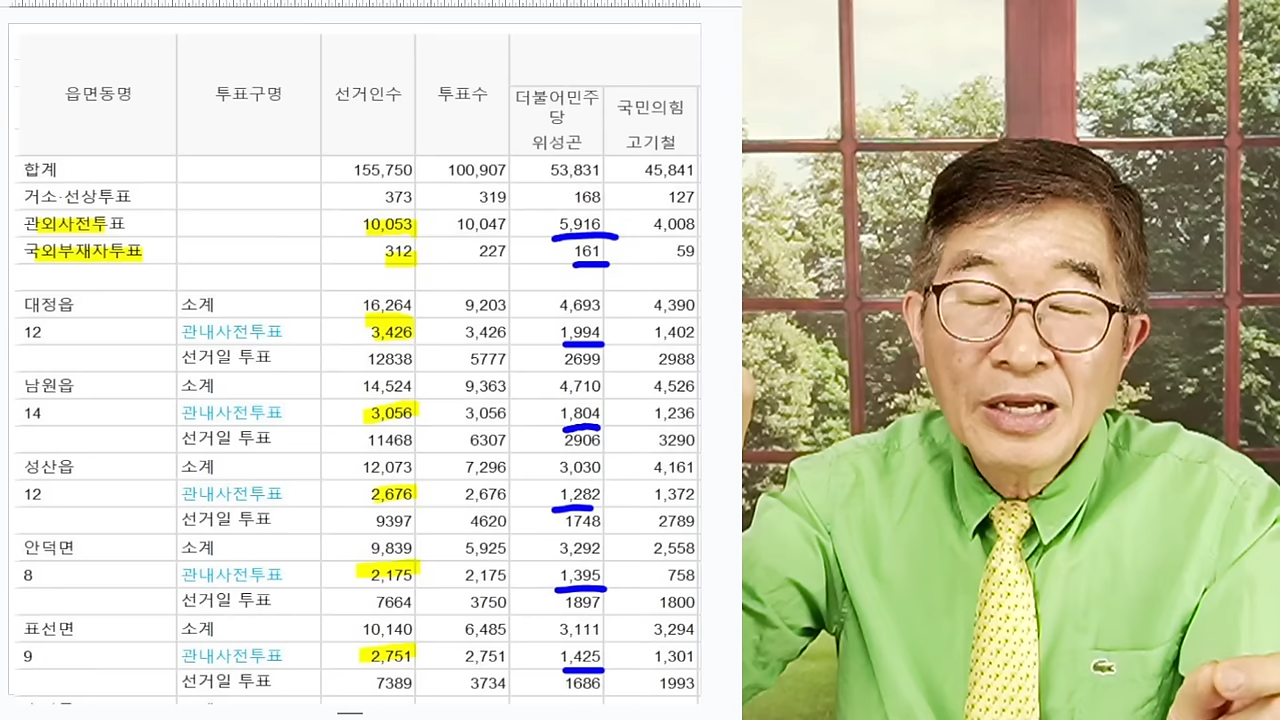 읍면동명 투표구명 선거인수 투표수 더불어민주당 위성곤 국민의힘 고기철
합계 155,750 100,907 53,831 45,841
거소·선상투표 373 319 168 127
관외사전투표 10,053 10,047 5,916 4,008
국외부재자투표 312 227 161 59
대정읍 소계 16,264 9,203 4,693 4,390
12 관내사전투표 3,426 3,426 1,994 1,402
선거일 투표 12838 5777 2699 2988
남원읍 소계 14,524 9,363 4,710 4,526
14 관내사전투표 3,056 3,056 1,804 1,236
선거일 투표 11468 6307 2906 3290
성산읍 소계 12,073 7,296 3,030 4,161
12 관내사전투표 2,676 2,676 1,282 1,372
선거일 투표 9397 4620 1748 2789
안덕면 소계 9,839 5,925 3,292 2,558
8 관내사전투표 2,175 2,175 1,395 758
선거일 투표 7664 3750 1897 1800
표선면 소계 10,140 6,485 3,111 3,294
9 관내사전투표 2,751 2,751 1,425 1,301
선거일 투표 7389 3734 1686 1993